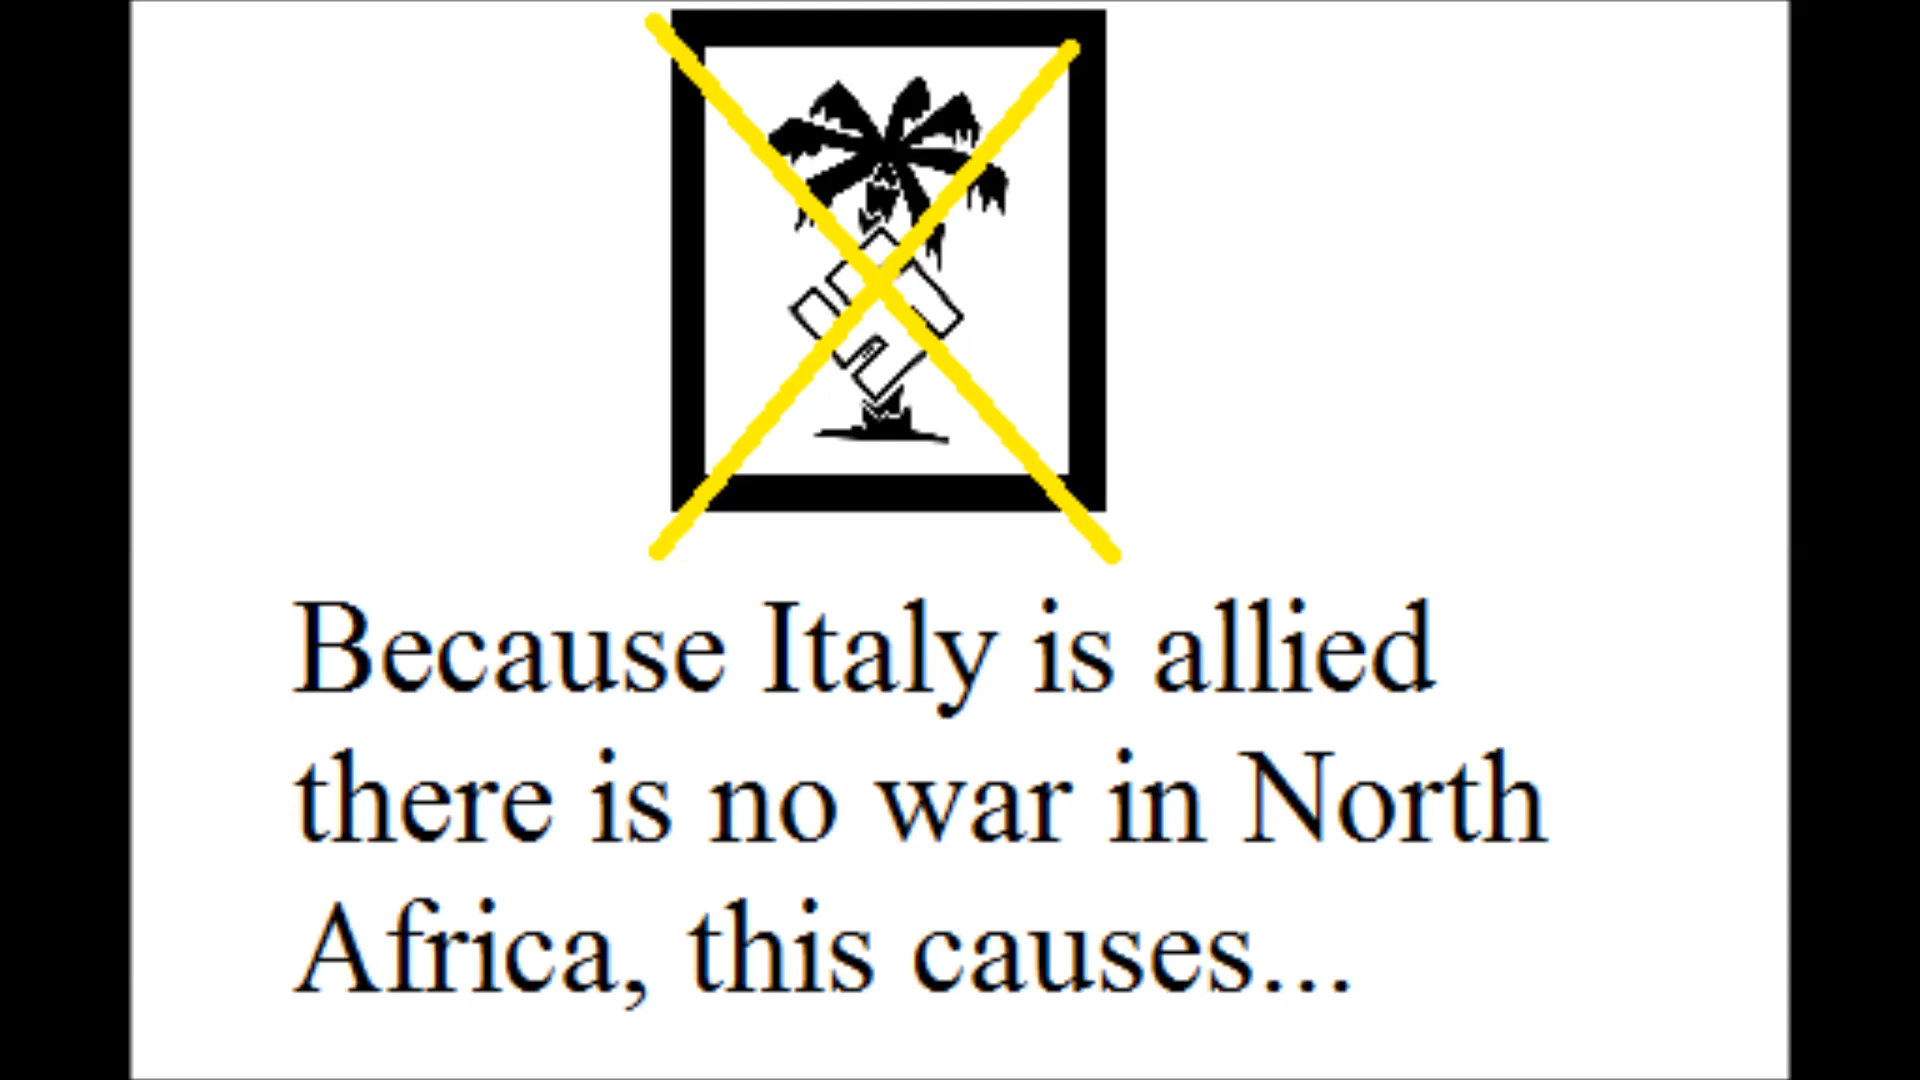 Because Italy is allied
there is no war in North
Africa, this causes...